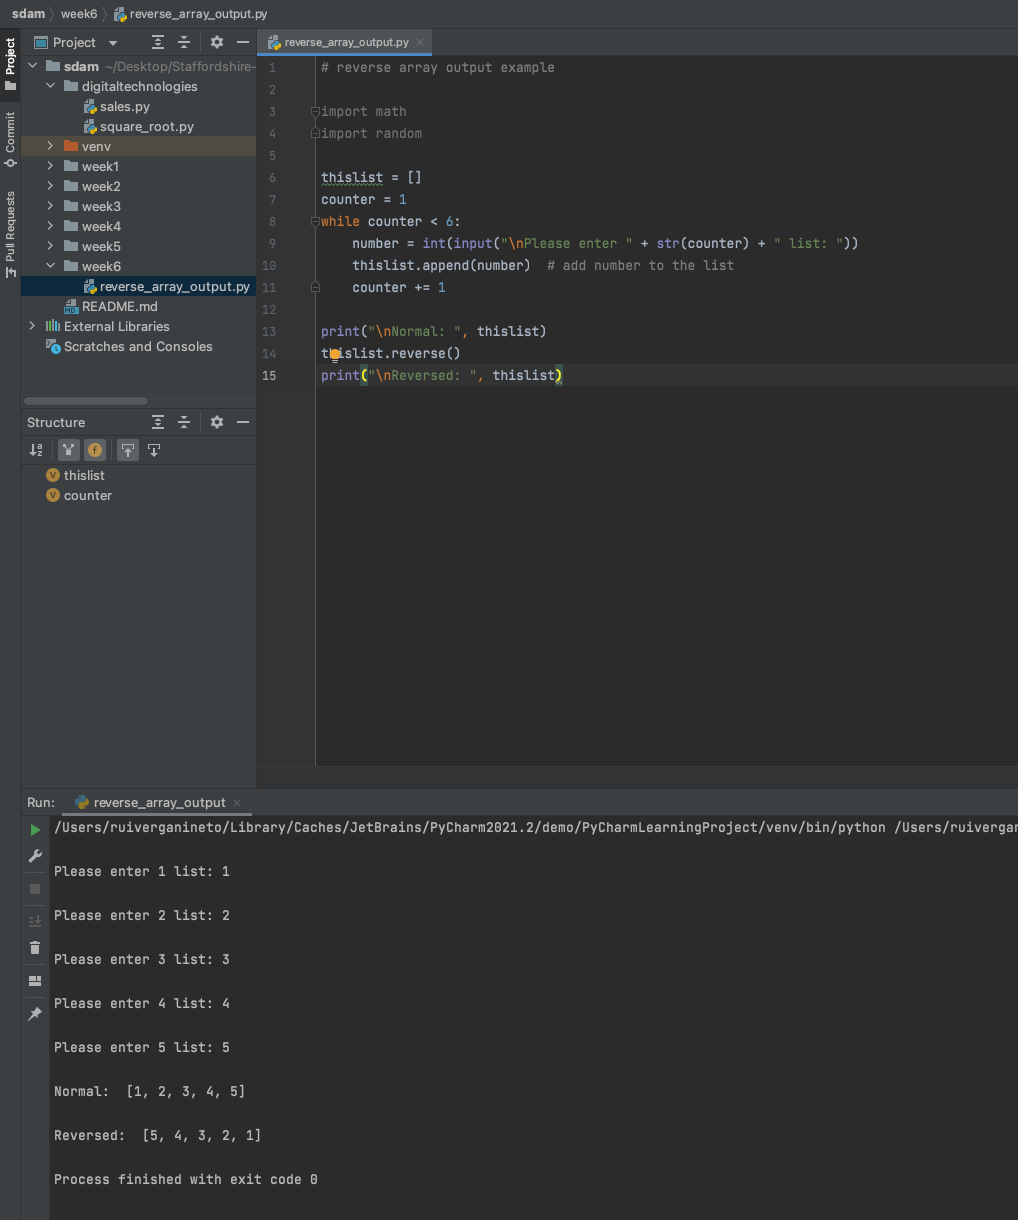 sdam week6 reverse_array_output.py
Project
Commit
Pull Requests
Project
sdam ~/Desktop/Staffordshire-
digitaltechnologies
sales.py
square_root.py
venv
week1
week2
week3
week4
week5
week6
reverse_array_output.py
README.md
External Libraries
Scratches and Consoles
Structure
thislist
counter
reverse_array_output.py
1 # reverse array output example
2
3 import math
4 import random
5
6 thislist = []
7 counter = 1
8 while counter < 6:
9 number = int(input("\nPlease enter " + str(counter) + " list: "))
10 thislist.append(number)  # add number to the list
11 counter += 1
12
13 print("\nNormal: ", thislist)
14 thislist.reverse()
15 print("\nReversed: ", thislist)
Run: reverse_array_output
/Users/ruiverganineto/Library/Caches/JetBrains/PyCharm2021.2/demo/PyCharmLearningProject/venv/bin/python /Users/ruivergan
Please enter 1 list: 1
Please enter 2 list: 2
Please enter 3 list: 3
Please enter 4 list: 4
Please enter 5 list: 5
Normal:  [1, 2, 3, 4, 5]
Reversed:  [5, 4, 3, 2, 1]
Process finished with exit code 0